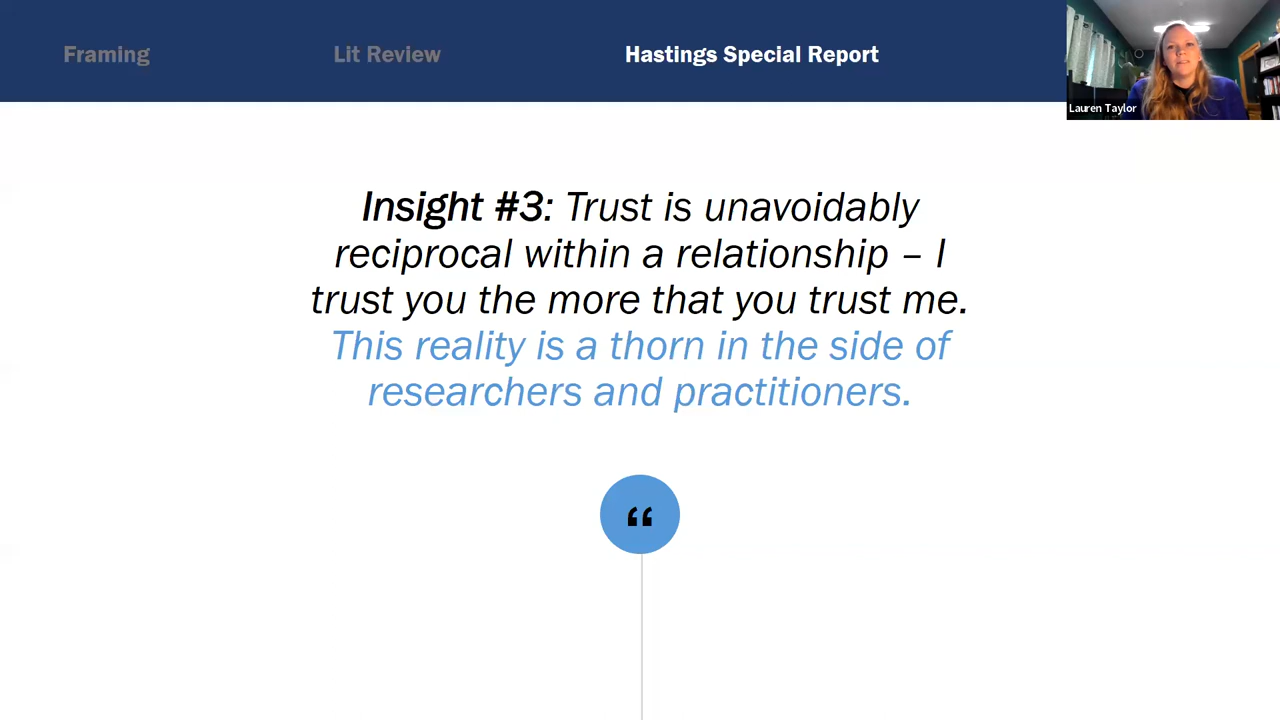 Framing
Lit Review
Hastings Special Report
Lauren Taylor
Insight #3: Trust is unavoidably
reciprocal within a relationship – I
trust you the more that you trust me.
This reality is a thorn in the side of
researchers and practitioners.
“